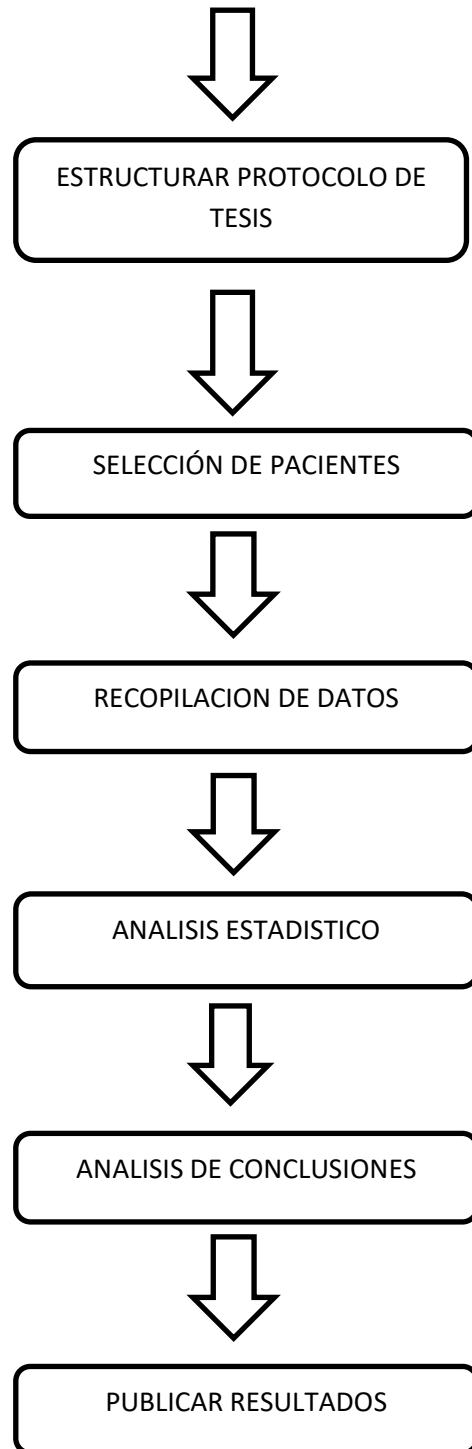 ESTRUCTURAR PROTOCOLO DE
TESIS
SELECCIÓN DE PACIENTES
RECOPILACION DE DATOS
ANALISIS ESTADISTICO
ANALISIS DE CONCLUSIONES
PUBLICAR RESULTADOS